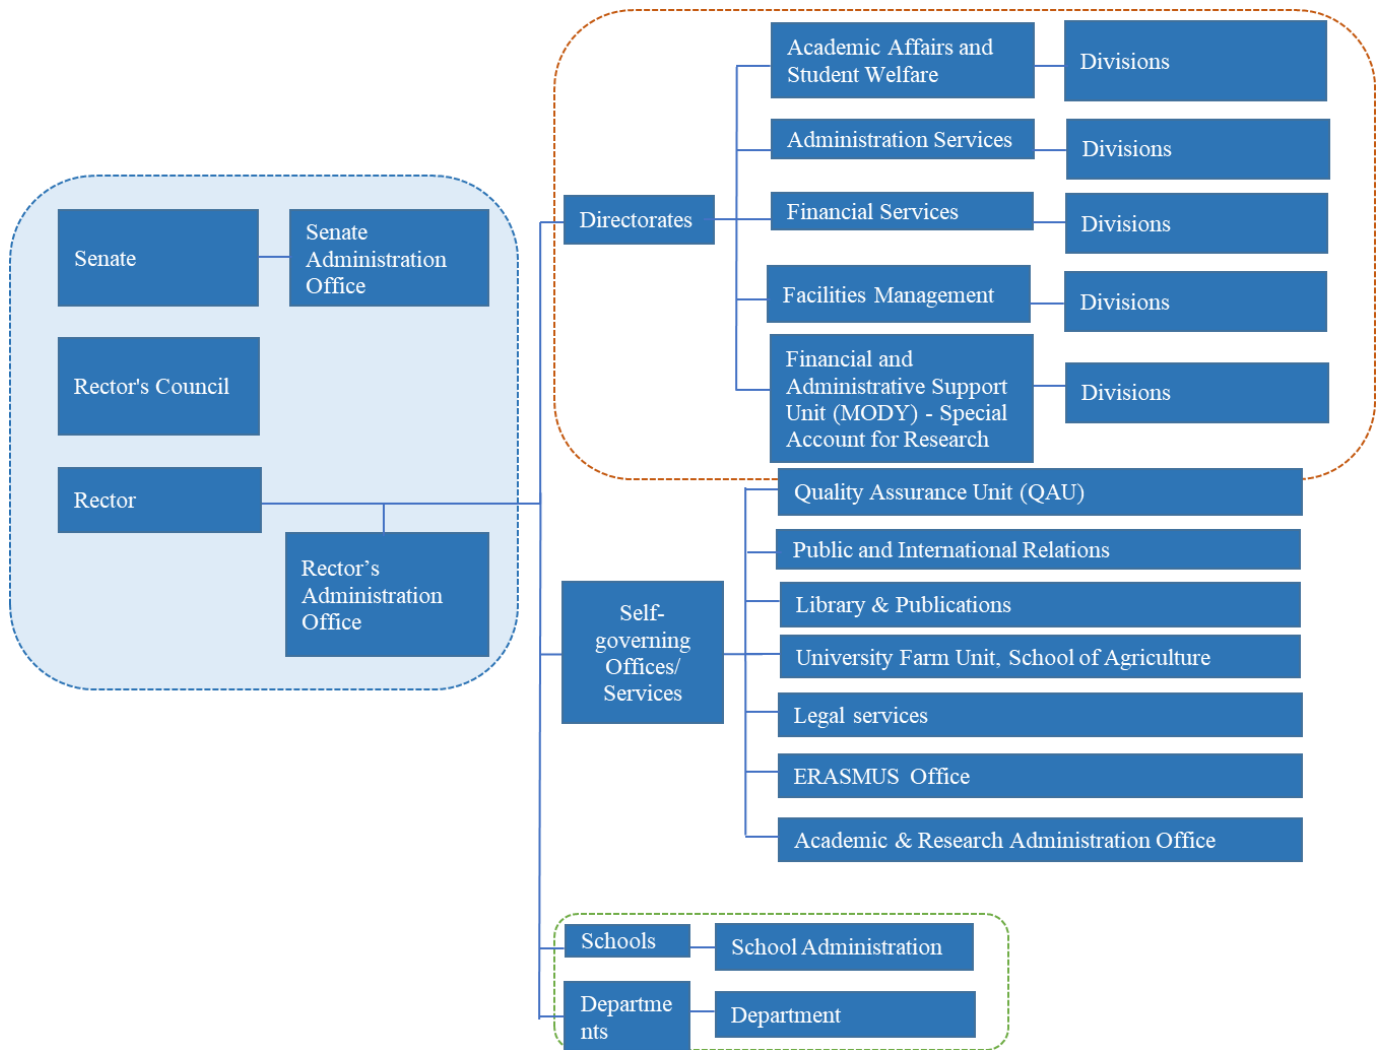 Senate
Senate
Administration
Office
Rector's Council
Rector
Rector’s
Administration
Office
Directorates
Academic Affairs and
Student Welfare
Divisions
Administration Services
Divisions
Financial Services
Divisions
Facilities Management
Divisions
Financial and
Administrative Support
Unit (MODY) - Special
Account for Research
Divisions
Self-
governing
Offices/
Services
Quality Assurance Unit (QAU)
Public and International Relations
Library & Publications
University Farm Unit, School of Agriculture
Legal services
ERASMUS Office
Academic & Research Administration Office
Schools
School Administration
Departme
nts
Department